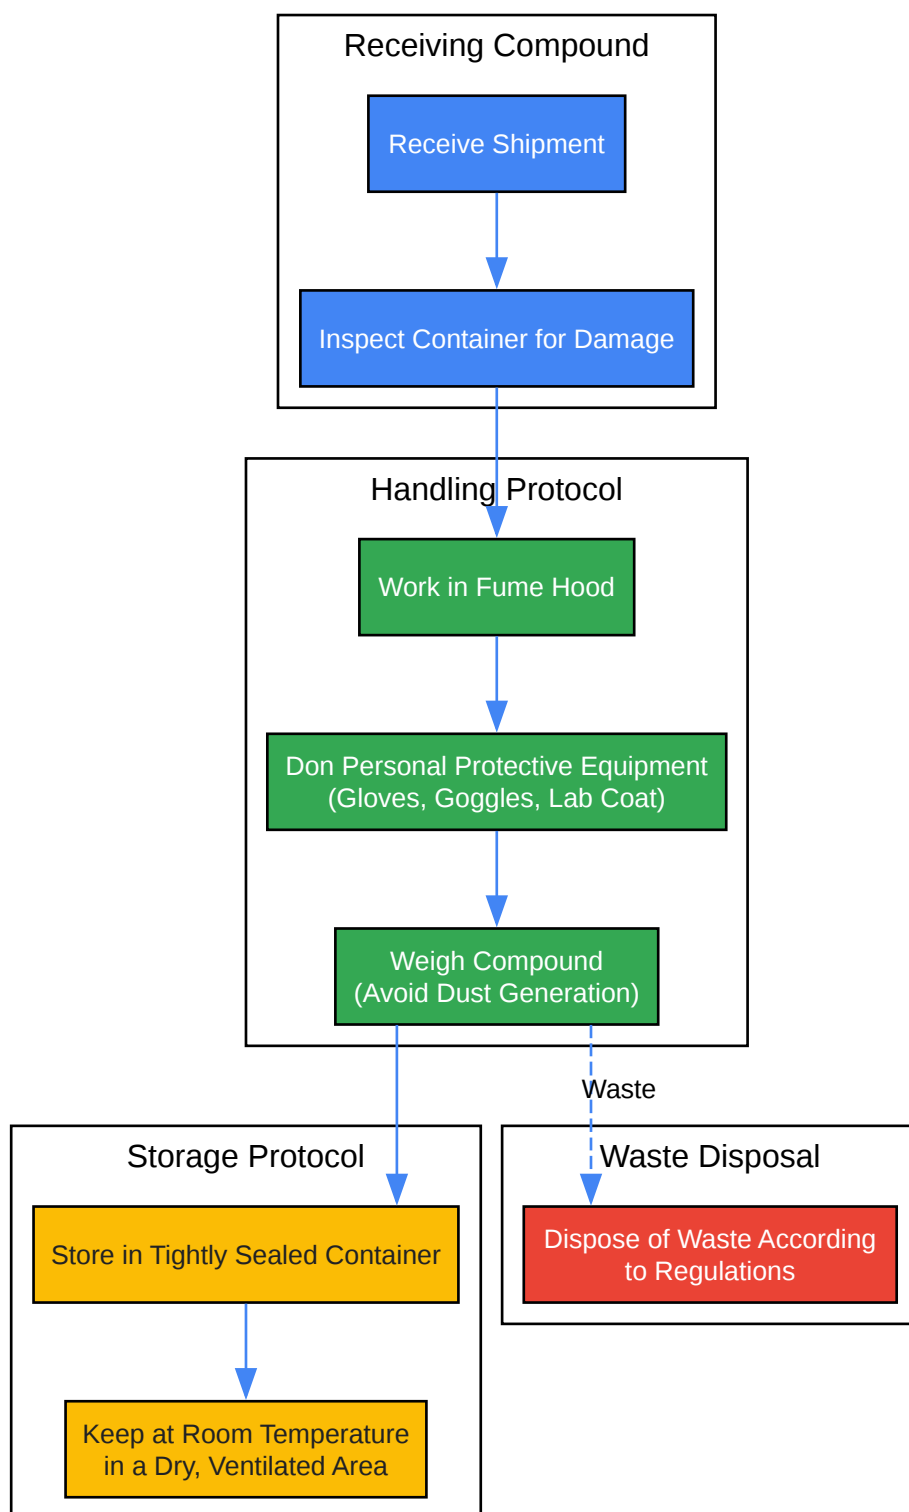 Receiving Compound
Receive Shipment
Inspect Container for Damage
Handling Protocol
Work in Fume Hood
Don Personal Protective Equipment
(Gloves, Goggles, Lab Coat)
Weigh Compound
(Avoid Dust Generation)
Waste
Storage Protocol
Store in Tightly Sealed Container
Keep at Room Temperature
in a Dry, Ventilated Area
Waste Disposal
Dispose of Waste According
to Regulations